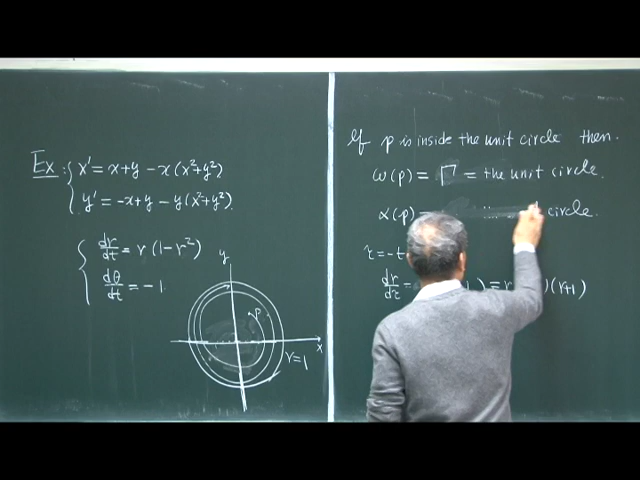 Ex: x' = x+y - x(x²+y²)
y' = -x+y - y(x²+y²).
dr/dt = r(1-r²)
dθ/dt = -1
y
p
x
r=1
If p is inside the unit circle then.
ω(p) = Γ = the unit circle.
α(p) circle.
τ=-t
dr/dτ = ) = r )(r+1)